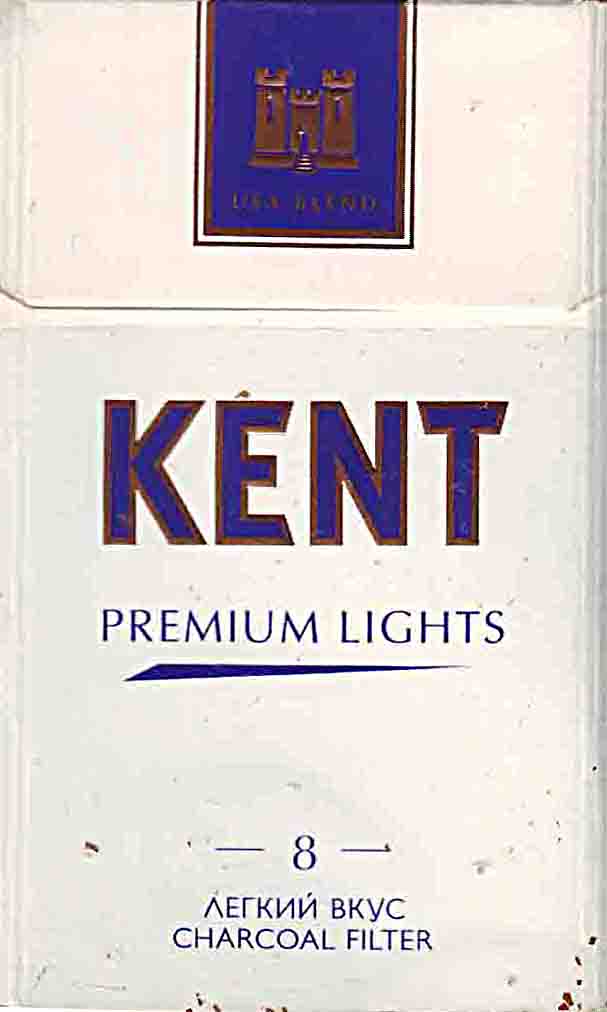 USA BLEND
KENT
PREMIUM LIGHTS
— 8 —
ЛЕГКИЙ ВКУС
CHARCOAL FILTER